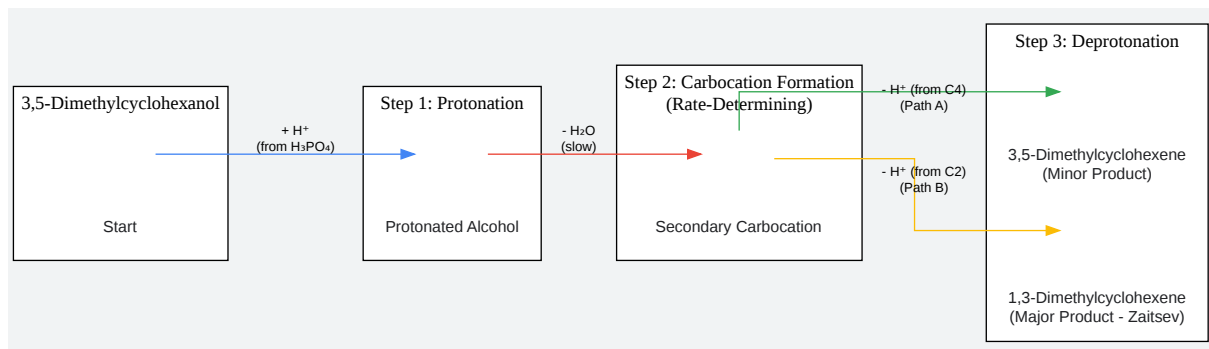 3,5-Dimethylcyclohexanol
Start
+ H⁺
(from H₃PO₄)
Step 1: Protonation
Protonated Alcohol
- H₂O
(slow)
Step 2: Carbocation Formation
(Rate-Determining)
Secondary Carbocation
- H⁺ (from C4)
(Path A)
- H⁺ (from C2)
(Path B)
Step 3: Deprotonation
3,5-Dimethylcyclohexene
(Minor Product)
1,3-Dimethylcyclohexene
(Major Product - Zaitsev)